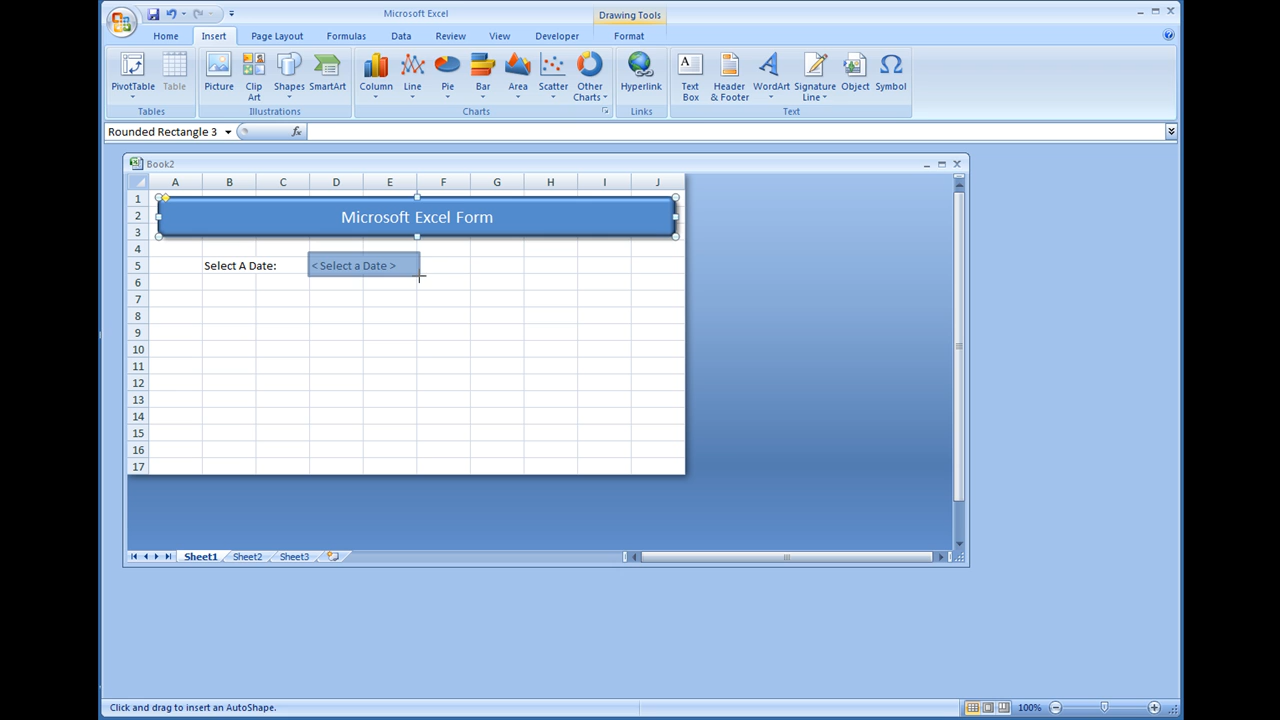 Microsoft Excel
Drawing Tools
Home Insert Page Layout Formulas Data Review View Developer Format
PivotTable Table Picture Clip Art Shapes SmartArt Column Line Pie Bar Area Scatter Other Charts Hyperlink Text Box Header & Footer WordArt Signature Line Object Symbol
Tables Illustrations Charts Links Text
Rounded Rectangle 3 fx
Book2
A B C D E F G H I J
1
2 Microsoft Excel Form
3
4
5 Select A Date: < Select a Date >
6
7
8
9
10
11
12
13
14
15
16
17
Sheet1 Sheet2 Sheet3
Click and drag to insert an AutoShape. 100%